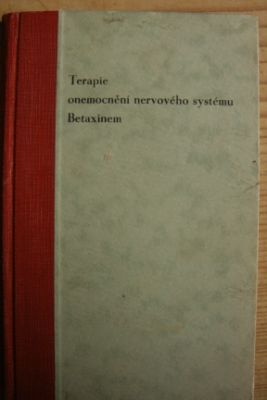 Terapie
onemocnění nervového systému
Betaxinem